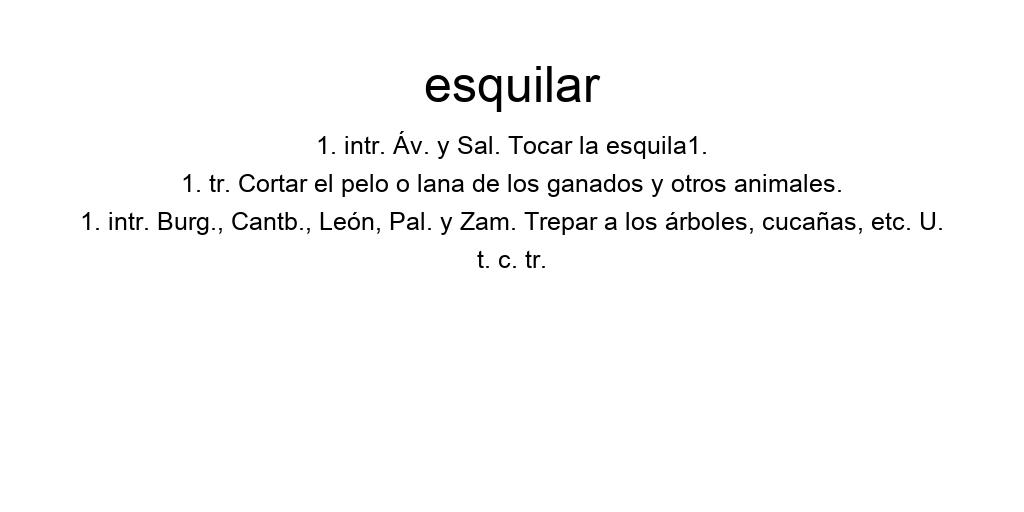 esquilar
1. intr. Áv. y Sal. Tocar la esquila1.
1. tr. Cortar el pelo o lana de los ganados y otros animales.
1. intr. Burg., Cantb., León, Pal. y Zam. Trepar a los árboles, cucañas, etc. U.
t. c. tr.